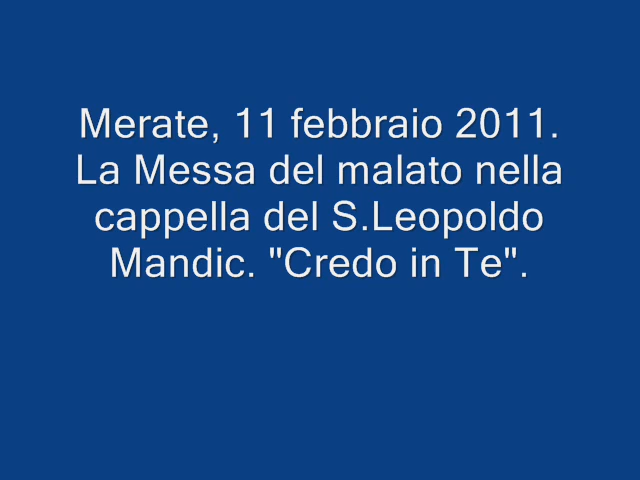 Merate, 11 febbraio 2011.
La Messa del malato nella
cappella del S.Leopoldo
Mandic. "Credo in Te".